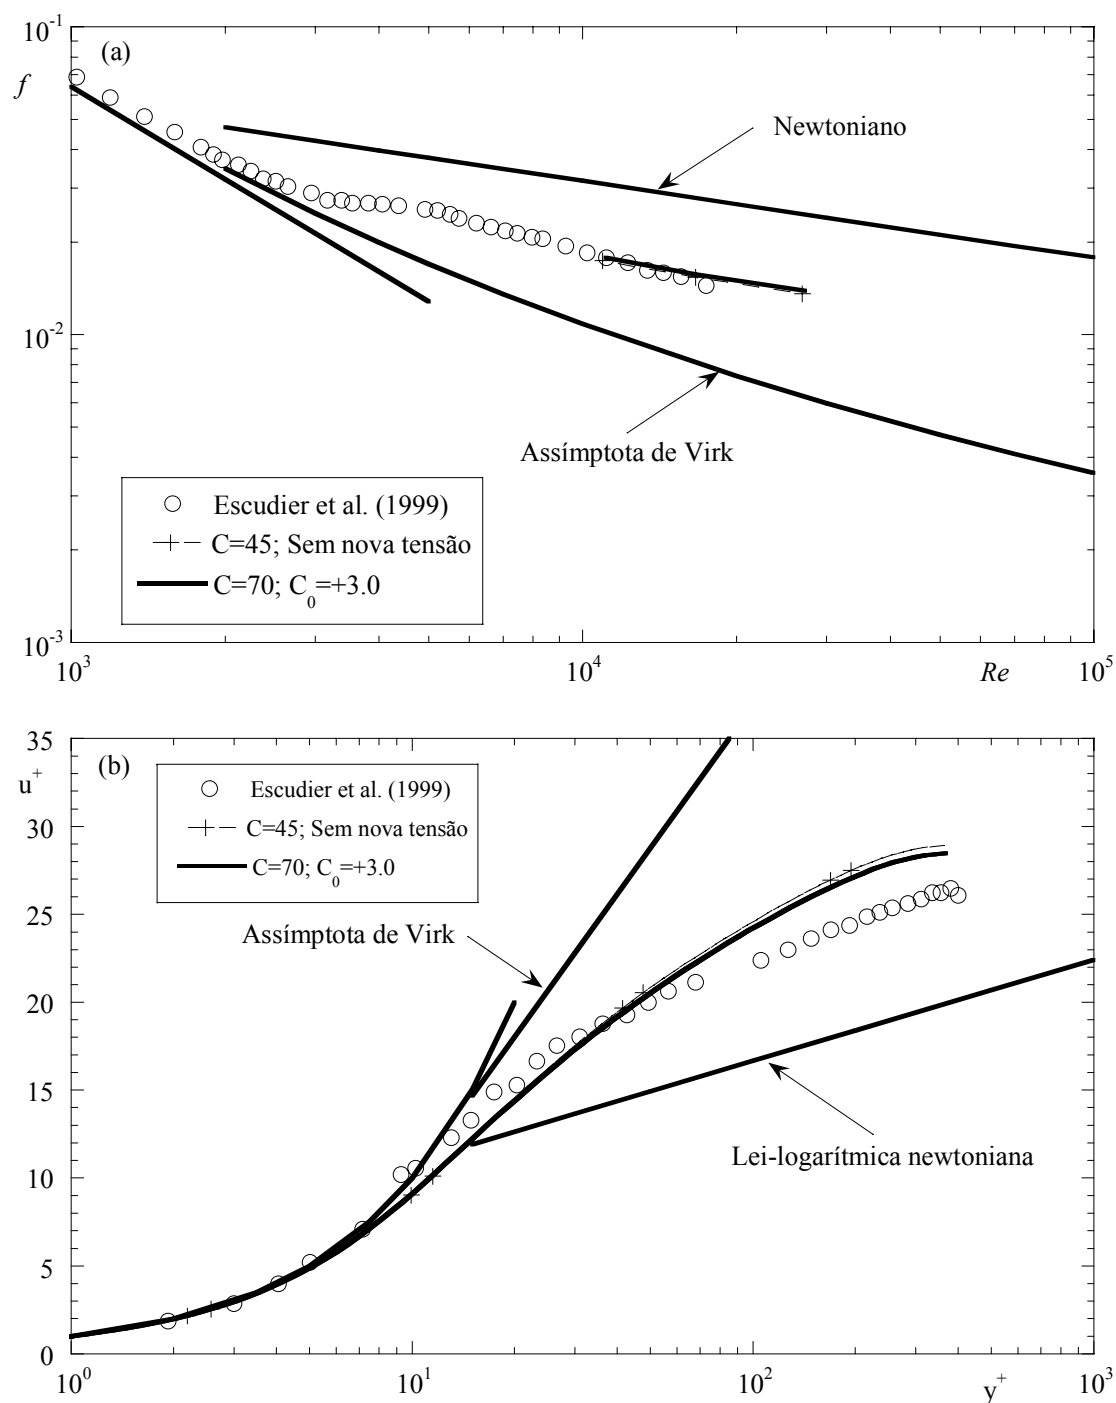 10^-1
(a)
f
Newtoniano
10^-2
Assímptota de Virk
Escudier et al. (1999)
C=45; Sem nova tensão
C=70; C_0=+3.0
10^-3
10^3
10^4
Re
10^5
35
(b)
u^+
Escudier et al. (1999)
30
C=45; Sem nova tensão
C=70; C_0=+3.0
25
Assímptota de Virk
20
15
Lei-logarítmica newtoniana
10
5
0
10^0
10^1
10^2
y^+
10^3